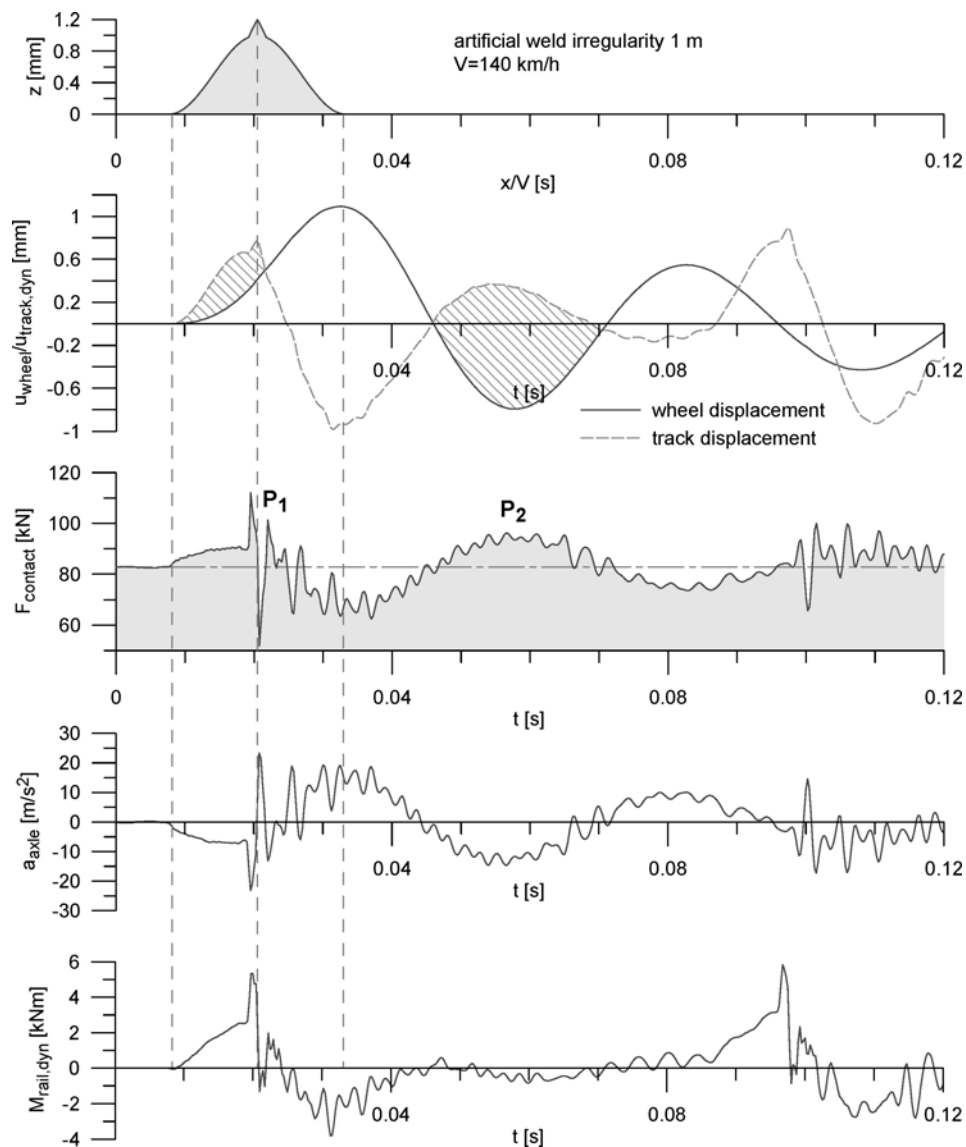 1.2
0.8
0.4
0
z [mm]
artificial weld irregularity 1 m
V=140 km/h
0 0.04 0.08 0.12
x/V [s]
1
0.6
0.2
-0.2
-0.6
-1
u_wheel/u_track,dyn [mm]
0.04 0.08 0.12
t [s]
wheel displacement
track displacement
120
100
80
60
F_contact [kN]
P_1
P_2
0 0.04 0.08 0.12
t [s]
30
20
10
0
-10
-20
-30
a_axle [m/s²]
0.04 0.08 0.12
t [s]
6
4
2
0
-2
-4
M_rail,dyn [kNm]
0.04 0.08 0.12
t [s]